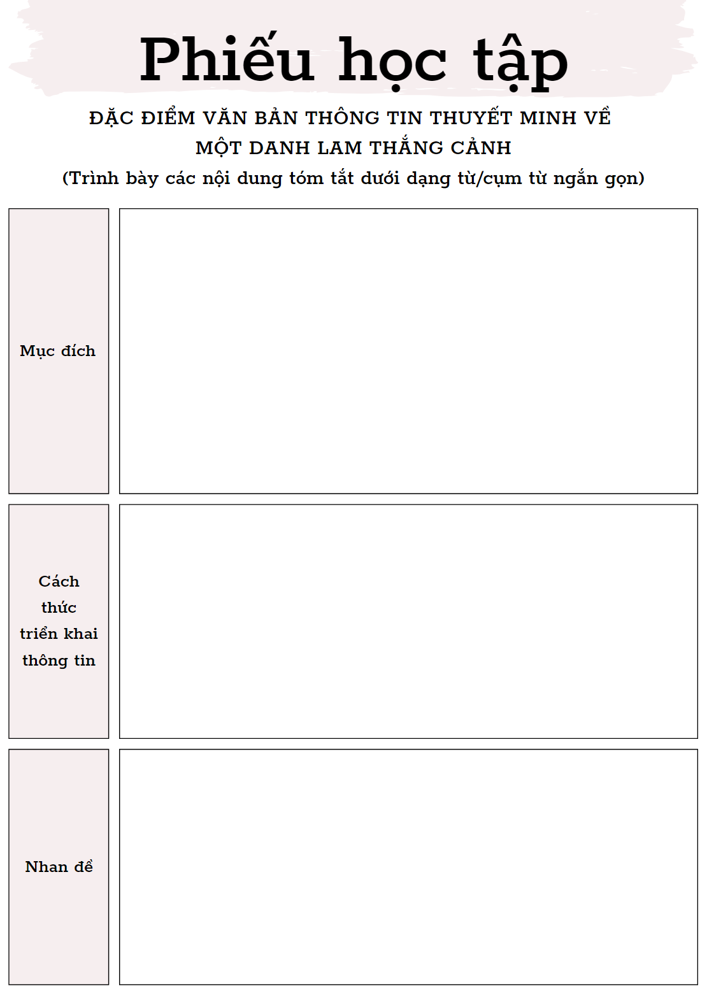 Phiếu học tập
ĐẶC ĐIỂM VĂN BẢN THÔNG TIN THUYẾT MINH VỀ
MỘT DANH LAM THẮNG CẢNH
(Trình bày các nội dung tóm tắt dưới dạng từ/cụm từ ngắn gọn)
Mục đích
Cách
thức
triển khai
thông tin
Nhan đề